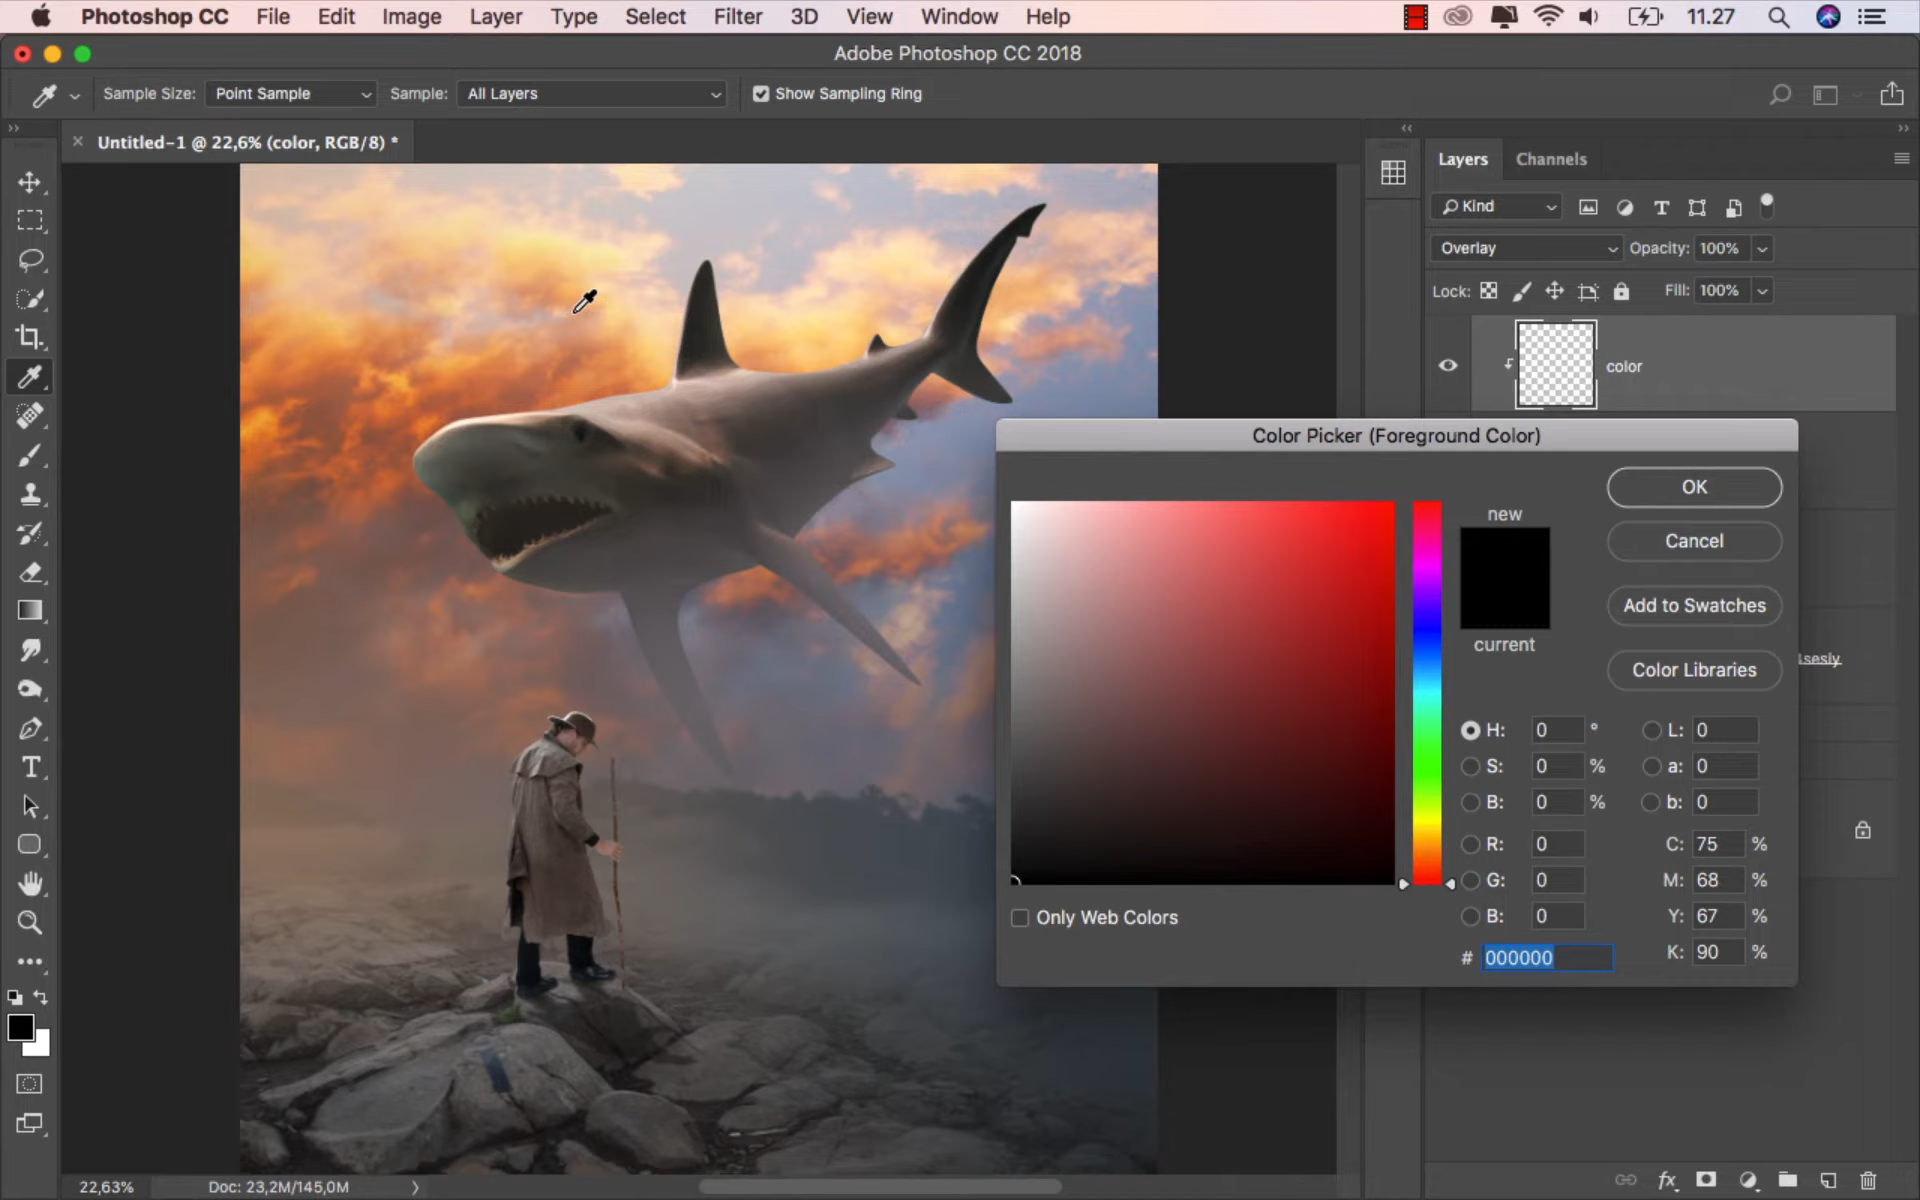 Photoshop CC File Edit Image Layer Type Select Filter 3D View Window Help 11.27
Adobe Photoshop CC 2018
Sample Size: Point Sample Sample: All Layers Show Sampling Ring
Untitled-1 @ 22,6% (color, RGB/8) *
Layers Channels
Kind
Overlay Opacity: 100%
Lock: Fill: 100%
color
Color Picker (Foreground Color)
OK
new
Cancel
Add to Swatches
current
Color Libraries
H: 0 ° L: 0
S: 0 % a: 0
B: 0 % b: 0
R: 0 C: 75 %
G: 0 M: 68 %
B: 0 Y: 67 %
# 000000 K: 90 %
Only Web Colors
22,63% Doc: 23,2M/145,0M